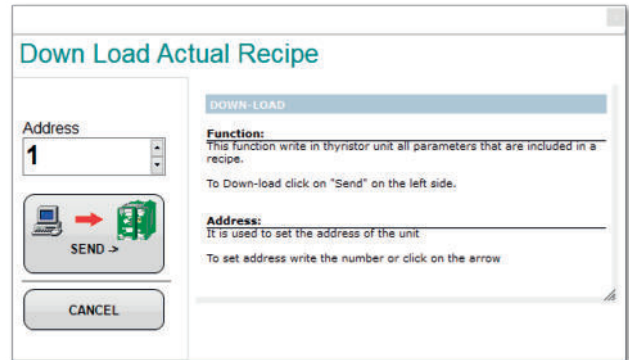 Down Load Actual Recipe
Address
1
SEND ->
CANCEL
DOWN-LOAD
Function:
This function write in thyristor unit all parameters that are included in a
recipe.
To Down-load click on "Send" on the left side.
Address:
It is used to set the address of the unit
To set address write the number or click on the arrow